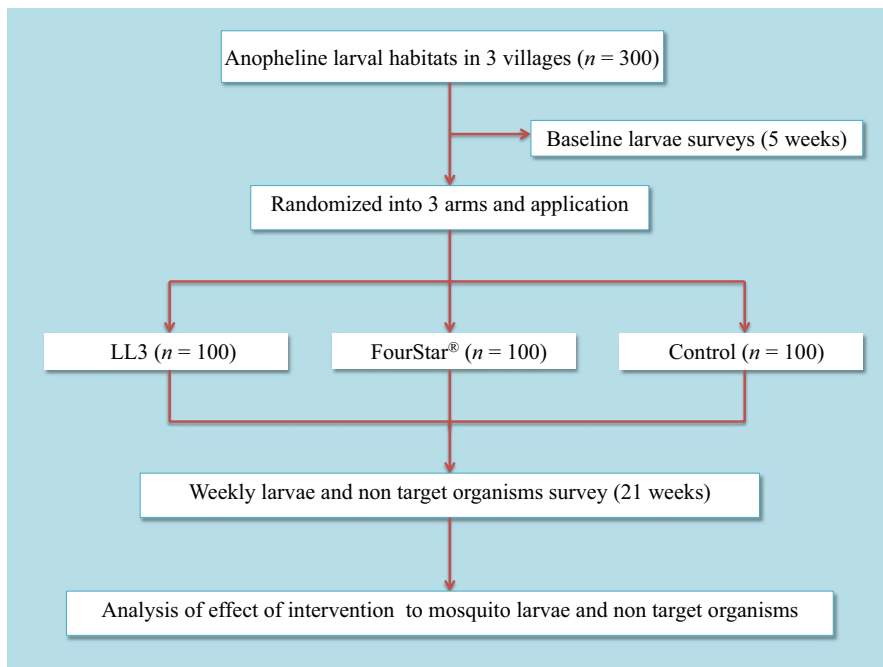 Anopheline larval habitats in 3 villages (n = 300)
Baseline larvae surveys (5 weeks)
Randomized into 3 arms and application
LL3 (n = 100)
FourStar® (n = 100)
Control (n = 100)
Weekly larvae and non target organisms survey (21 weeks)
Analysis of effect of intervention to mosquito larvae and non target organisms